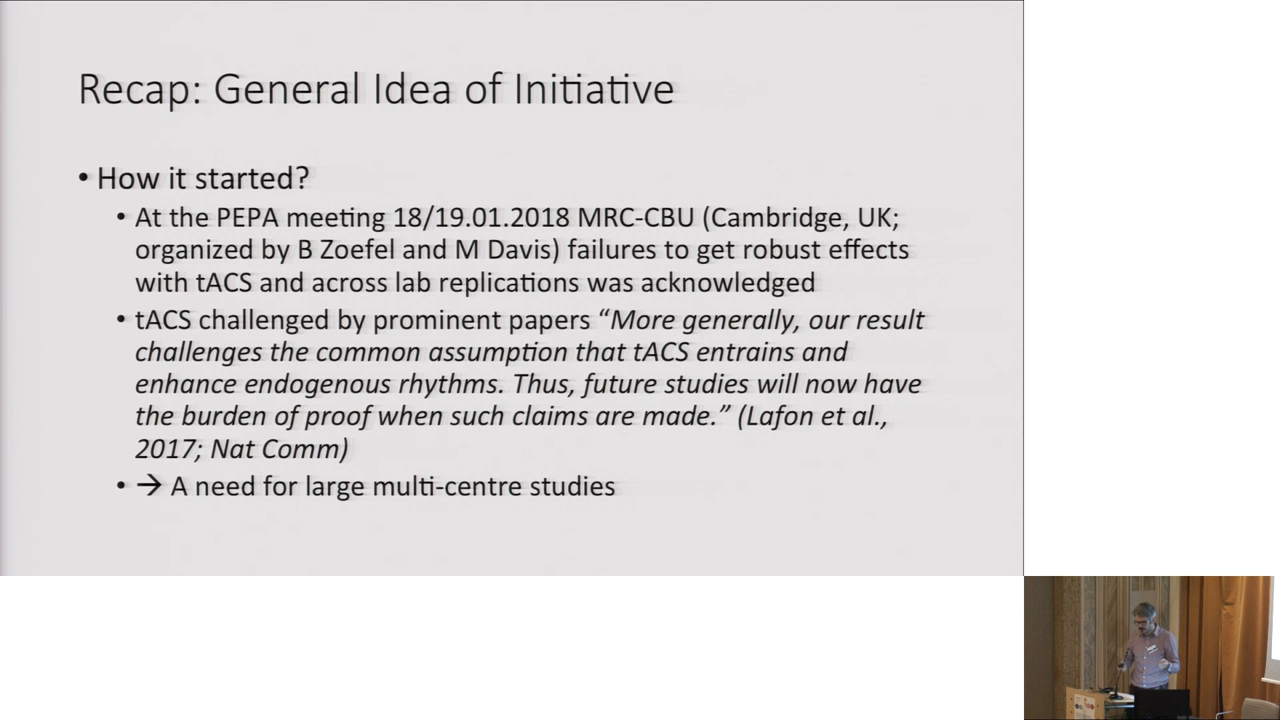 Recap: General Idea of Initiative
• How it started?
• At the PEPA meeting 18/19.01.2018 MRC-CBU (Cambridge, UK;
organized by B Zoefel and M Davis) failures to get robust effects
with tACS and across lab replications was acknowledged
• tACS challenged by prominent papers “More generally, our result
challenges the common assumption that tACS entrains and
enhance endogenous rhythms. Thus, future studies will now have
the burden of proof when such claims are made.” (Lafon et al.,
2017; Nat Comm)
• → A need for large multi-centre studies